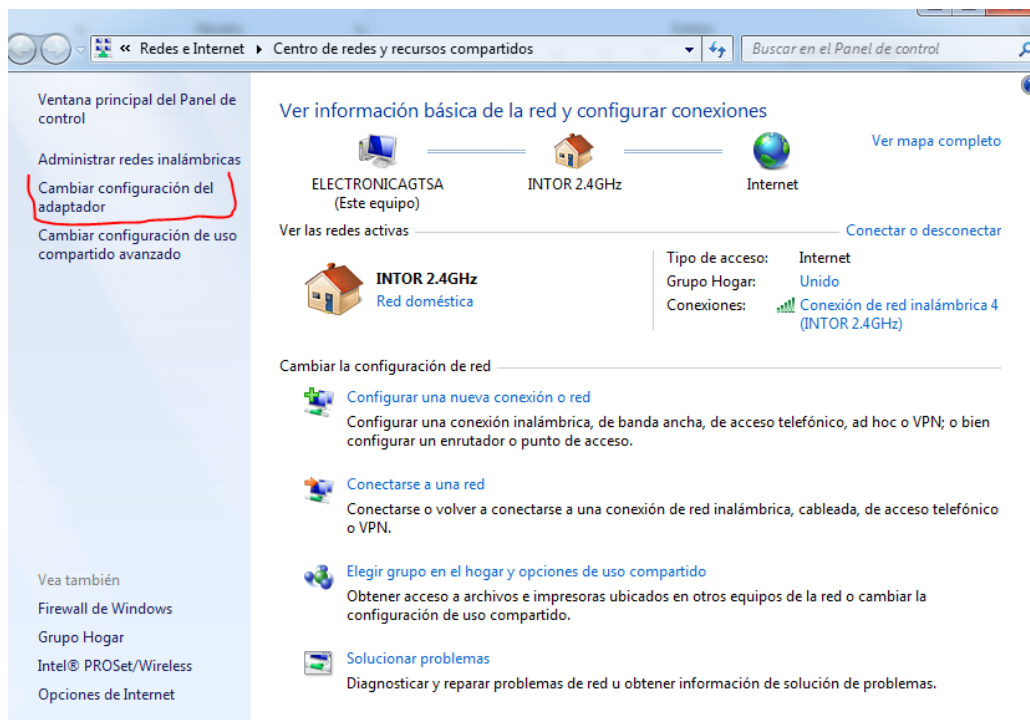 « Redes e Internet ▸ Centro de redes y recursos compartidos
Buscar en el Panel de control
Ventana principal del Panel de
control
Administrar redes inalámbricas
Cambiar configuración del
adaptador
Cambiar configuración de uso
compartido avanzado
Vea también
Firewall de Windows
Grupo Hogar
Intel® PROSet/Wireless
Opciones de Internet
Ver información básica de la red y configurar conexiones
Ver mapa completo
ELECTRONICAGTSA
(Este equipo)
INTOR 2.4GHz
Internet
Ver las redes activas
Conectar o desconectar
INTOR 2.4GHz
Red doméstica
Tipo de acceso: Internet
Grupo Hogar: Unido
Conexiones: Conexión de red inalámbrica 4
(INTOR 2.4GHz)
Cambiar la configuración de red
Configurar una nueva conexión o red
Configurar una conexión inalámbrica, de banda ancha, de acceso telefónico, ad hoc o VPN; o bien
configurar un enrutador o punto de acceso.
Conectarse a una red
Conectarse o volver a conectarse a una conexión de red inalámbrica, cableada, de acceso telefónico
o VPN.
Elegir grupo en el hogar y opciones de uso compartido
Obtener acceso a archivos e impresoras ubicados en otros equipos de la red o cambiar la
configuración de uso compartido.
Solucionar problemas
Diagnosticar y reparar problemas de red u obtener información de solución de problemas.